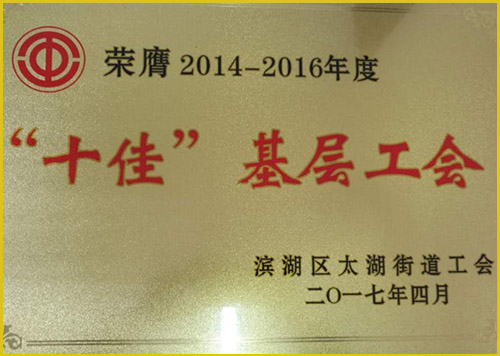 荣膺 2014-2016年度
“十佳”基层工会
滨湖区太湖街道工会
二〇一七年四月